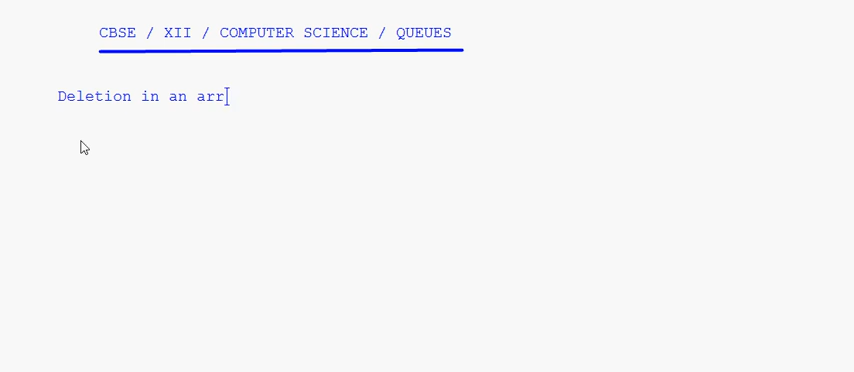 CBSE / XII / COMPUTER SCIENCE / QUEUES
Deletion in an arr